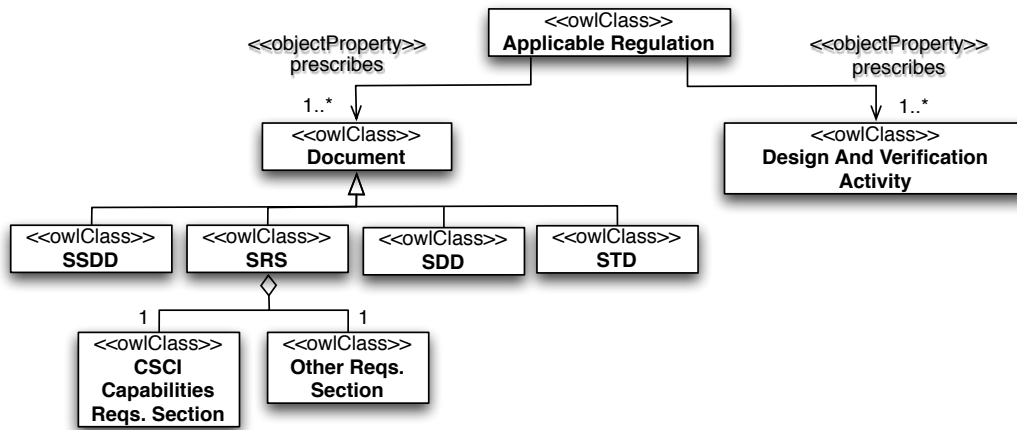 <<owlClass>>
Applicable Regulation
<<objectProperty>>
prescribes
<<objectProperty>>
prescribes
1..*
1..*
<<owlClass>>
Document
<<owlClass>>
Design And Verification
Activity
<<owlClass>>
SSDD
<<owlClass>>
SRS
<<owlClass>>
SDD
<<owlClass>>
STD
1
1
<<owlClass>>
CSCI
Capabilities
Reqs. Section
<<owlClass>>
Other Reqs.
Section